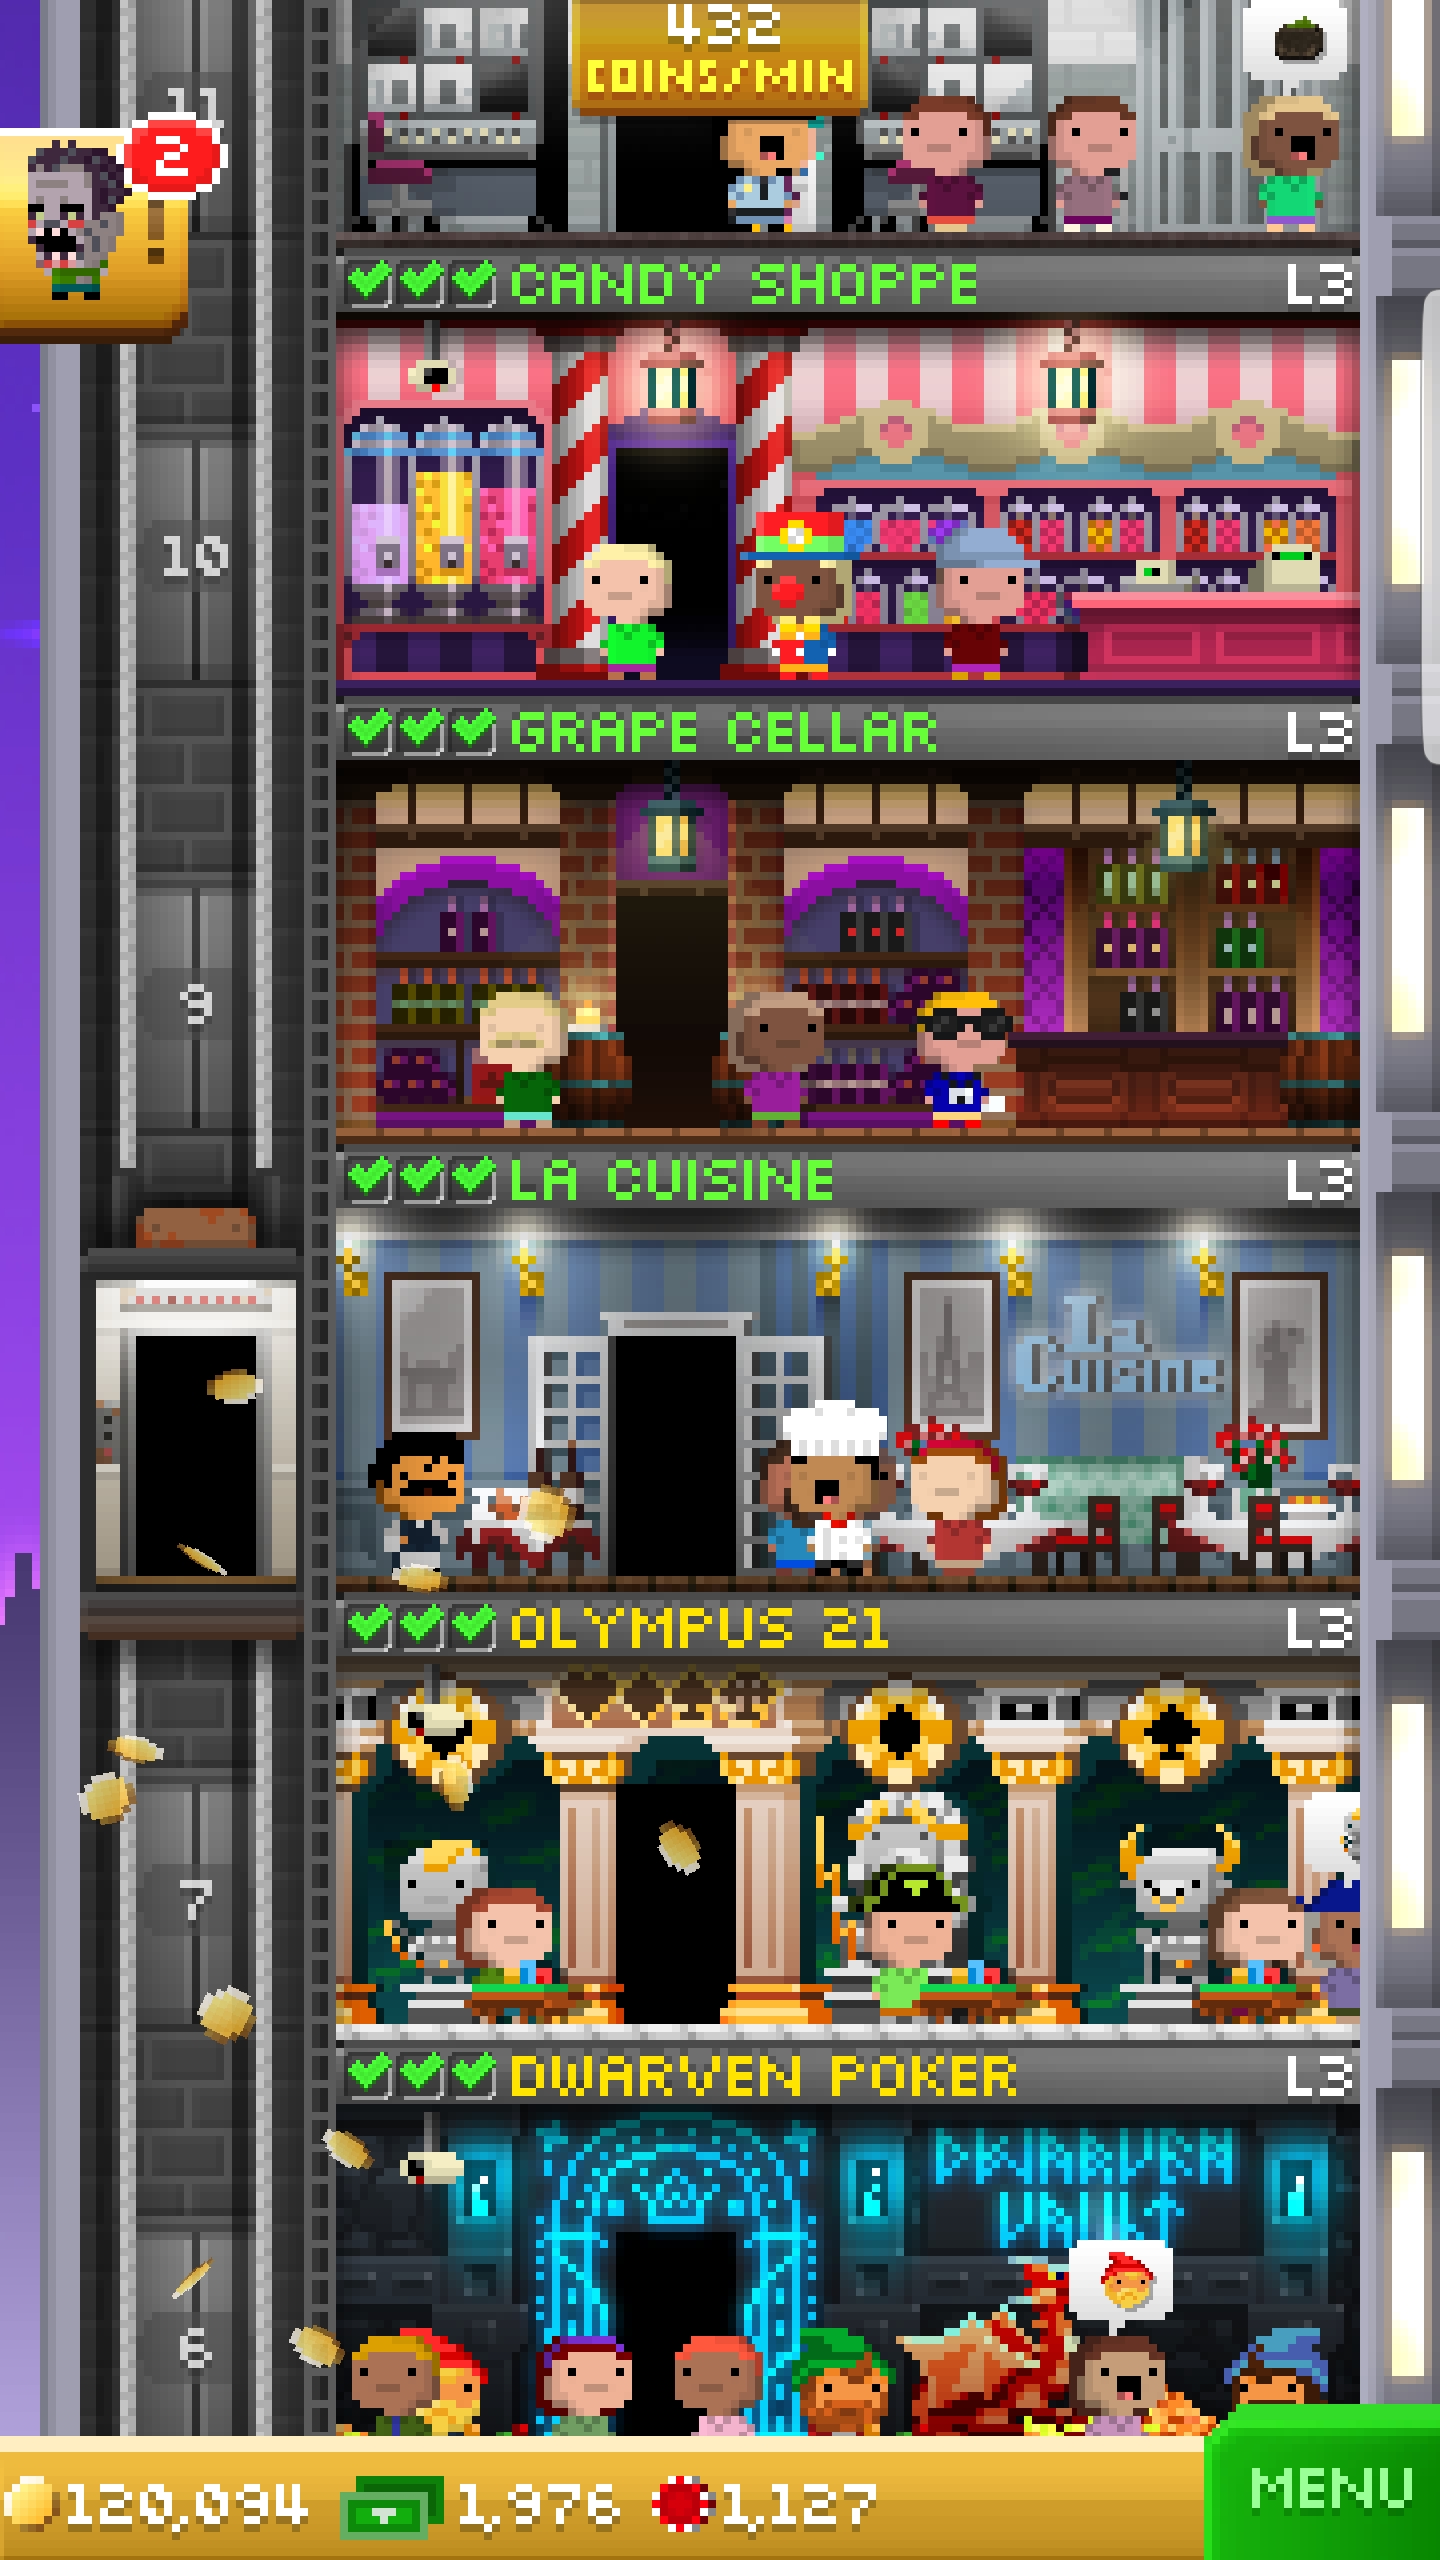 432
COINS/MIN
11
2
!
CANDY SHOPPE L3
10
GRAPE CELLAR L3
9
LA CUISINE L3
La
Cuisine
OLYMPUS 21 L3
7
DWARVEN POKER L3
DWARVEN
VAULT
6
120,094 1,976 1,127
MENU